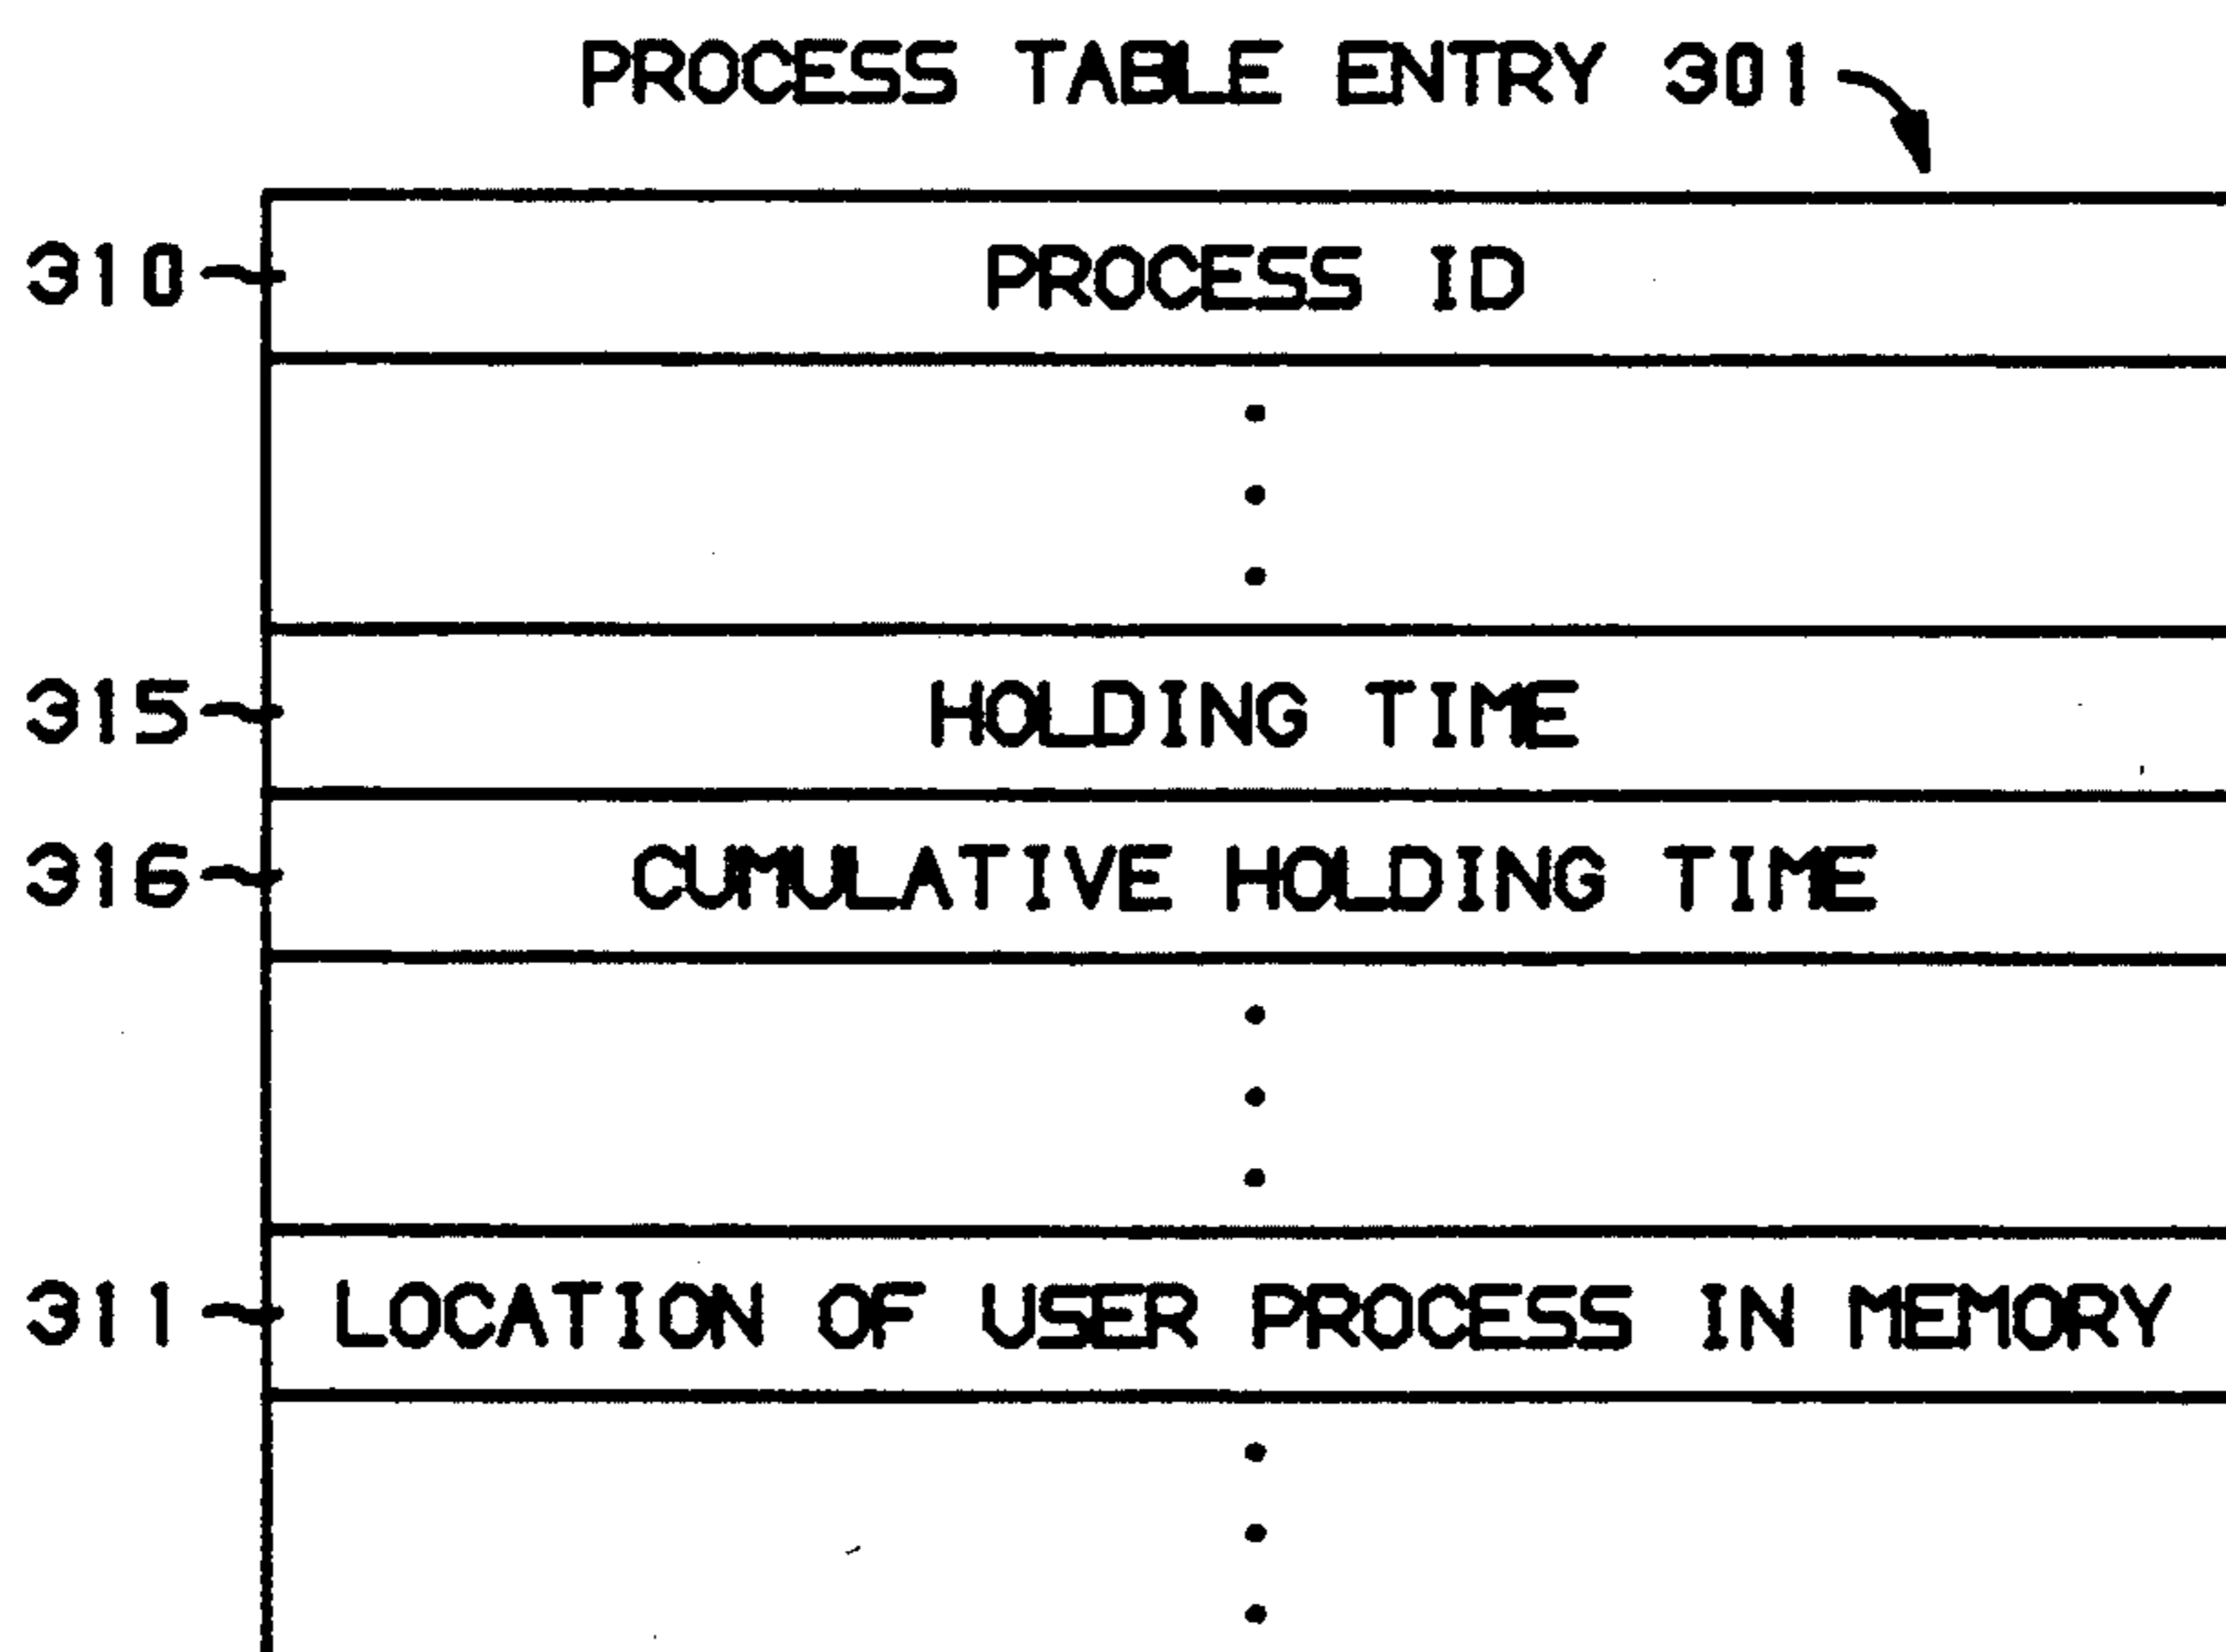 PROCESS TABLE ENTRY 301
310 PROCESS ID
315 HOLDING TIME
316 CUMULATIVE HOLDING TIME
311 LOCATION OF USER PROCESS IN MEMORY